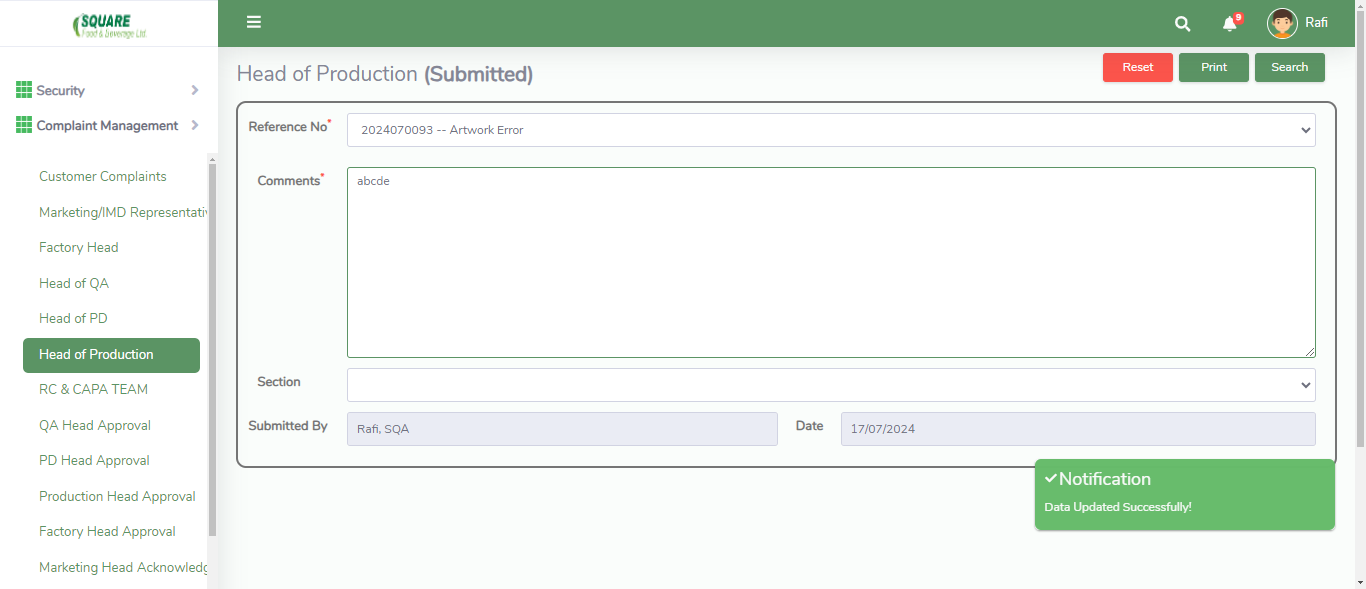 SQUARE
Food & Beverage Ltd.
9
Rafi
Security
Complaint Management
Customer Complaints
Marketing/IMD Representativ
Factory Head
Head of QA
Head of PD
Head of Production
RC & CAPA TEAM
QA Head Approval
PD Head Approval
Production Head Approval
Factory Head Approval
Marketing Head Acknowledg
Head of Production (Submitted)
Reset Print Search
Reference No* 2024070093 -- Artwork Error
Comments* abcde
Section
Submitted By Rafi, SQA Date 17/07/2024
Notification
Data Updated Successfully!